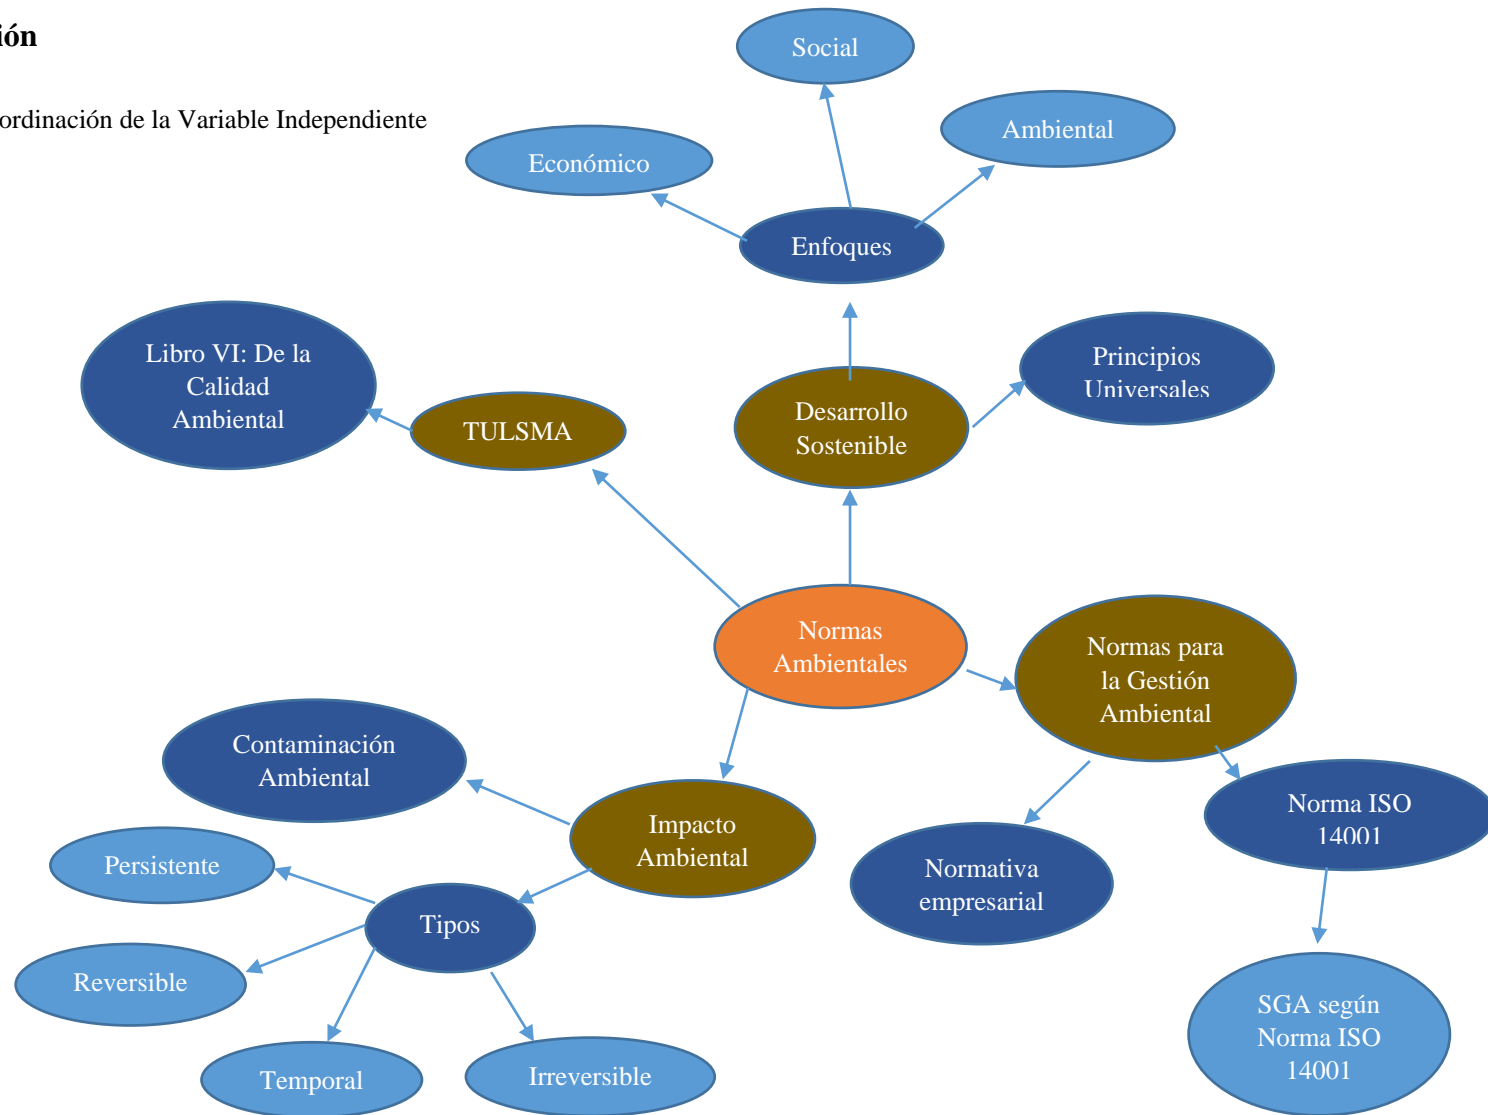 ión
ordinación de la Variable Independiente
Social
Ambiental
Económico
Enfoques
Libro VI: De la
Calidad
Ambiental
TULSMA
Desarrollo
Sostenible
Principios
Universales
Normas
Ambientales
Normas para
la Gestión
Ambiental
Contaminación
Ambiental
Impacto
Ambiental
Norma ISO
14001
Normativa
empresarial
Persistente
Tipos
Reversible
Temporal
Irreversible
SGA según
Norma ISO
14001